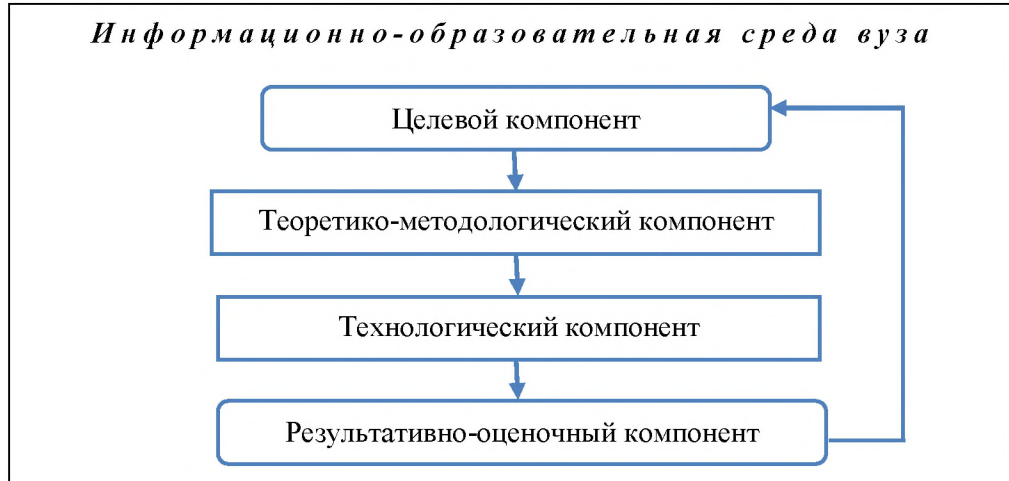 Информационно-образовательная среда вуза
Целевой компонент
Теоретико-методологический компонент
Технологический компонент
Результативно-оценочный компонент